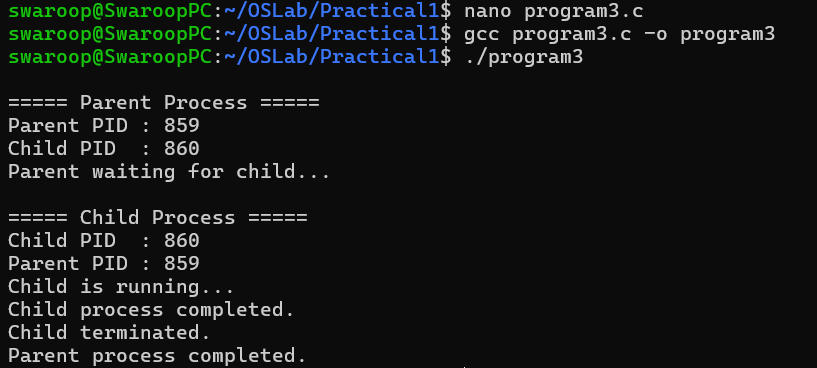 swaroop@SwaroopPC:~/OSLab/Practical1$ nano program3.c
swaroop@SwaroopPC:~/OSLab/Practical1$ gcc program3.c -o program3
swaroop@SwaroopPC:~/OSLab/Practical1$ ./program3
===== Parent Process =====
Parent PID : 859
Child PID  : 860
Parent waiting for child...
===== Child Process =====
Child PID  : 860
Parent PID : 859
Child is running...
Child process completed.
Child terminated.
Parent process completed.